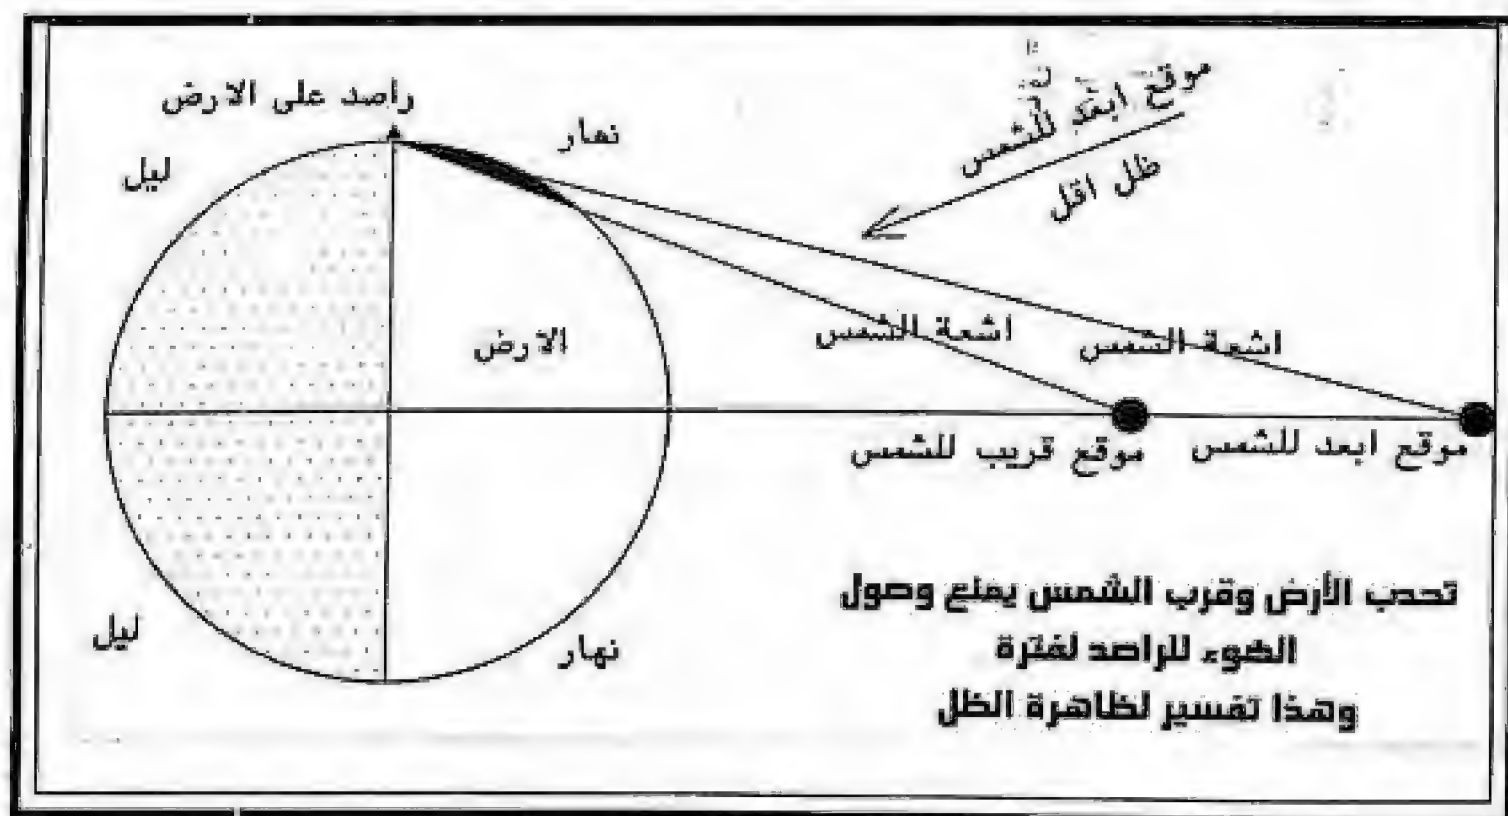 راصد على الارض
نهار
موقع ابعد للشمس
ظل اقل
ليل
الارض
اشعة الشمس
اشعة الشمس
موقع ابعد للشمس
موقع قريب للشمس
تحدب الأرض وقرب الشمس يمنع وصول
الضوء للراصد لفترة
وهذا تفسير لظاهرة الظل
نهار
ليل